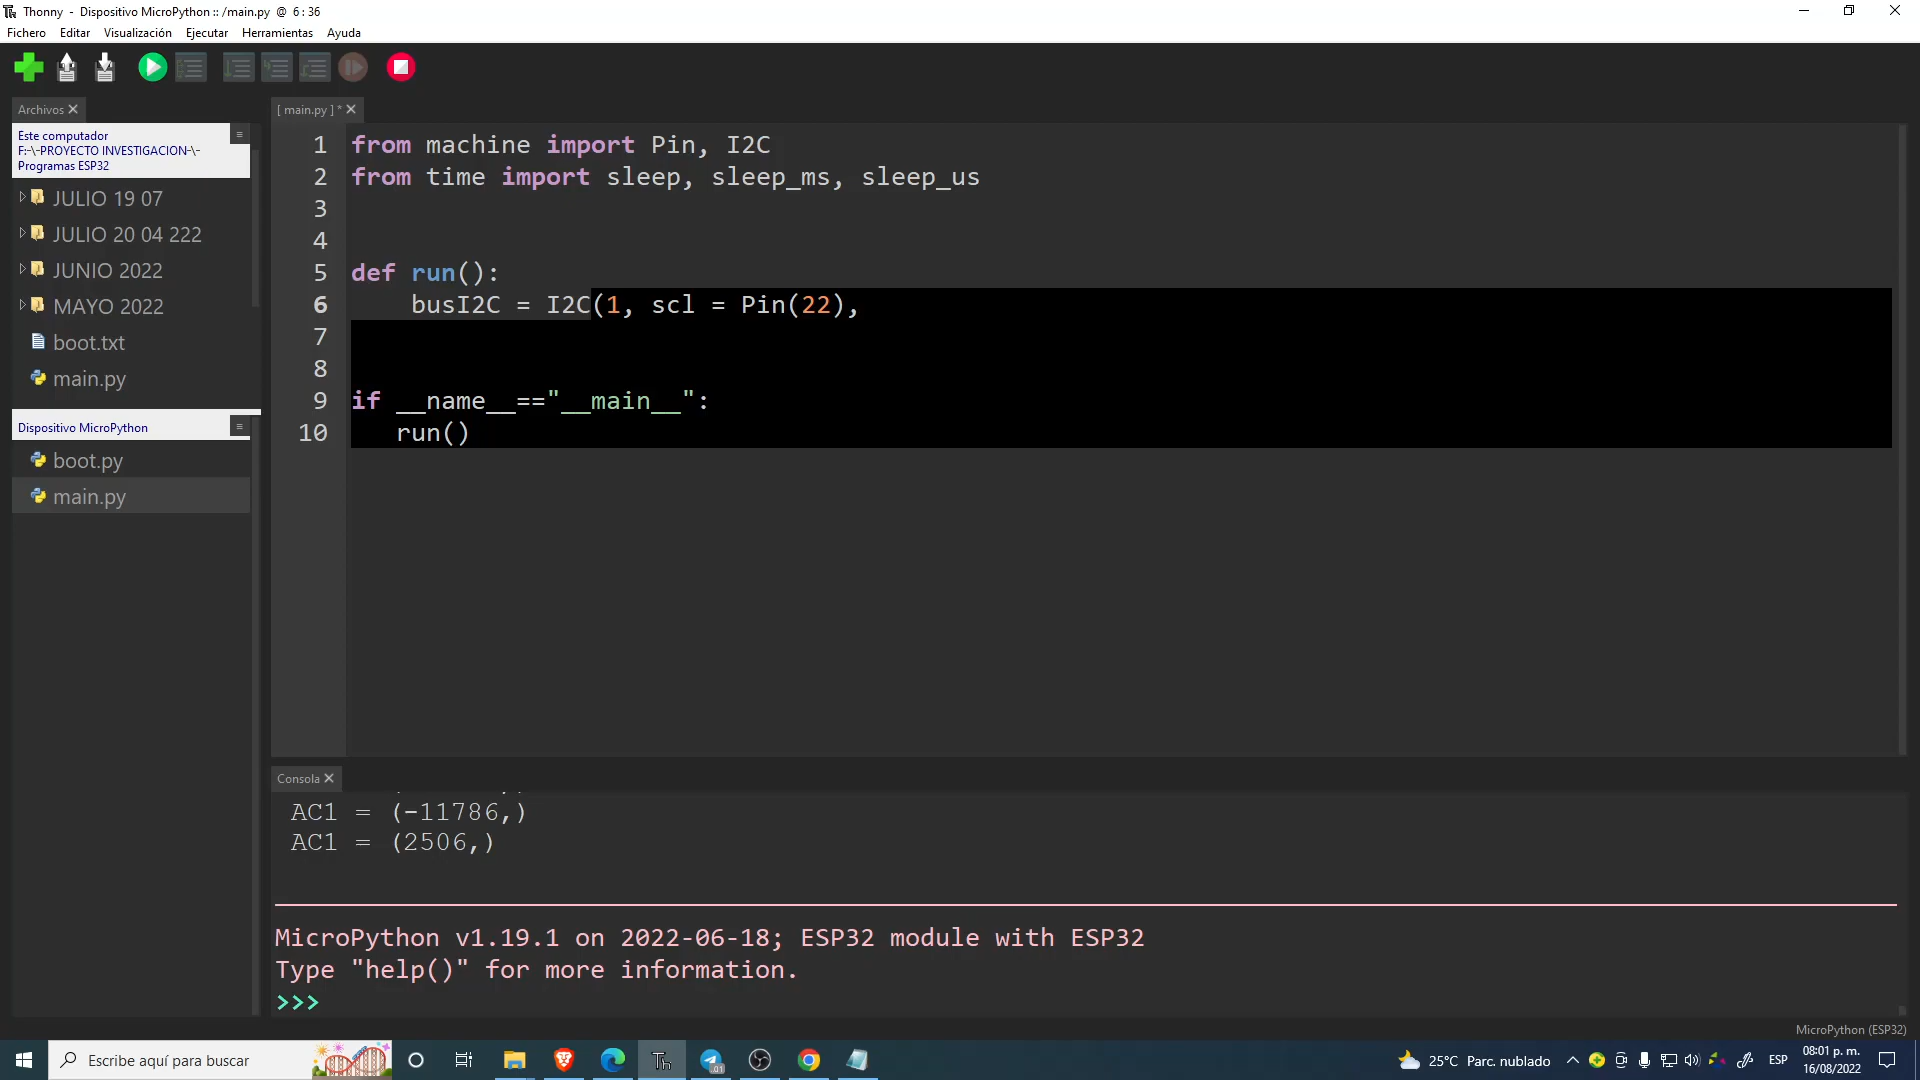 Thonny - Dispositivo MicroPython :: /main.py @ 6 : 36
Fichero Editar Visualización Ejecutar Herramientas Ayuda
Archivos
Este computador
F:-\-PROYECTO INVESTIGACION-\-
Programas ESP32
JULIO 19 07
JULIO 20 04 222
JUNIO 2022
MAYO 2022
boot.txt
main.py
Dispositivo MicroPython
boot.py
main.py
[ main.py ] *
1 from machine import Pin, I2C
2 from time import sleep, sleep_ms, sleep_us
3
4
5 def run():
6     busI2C = I2C(1, scl = Pin(22),
7
8
9 if __name__=="__main__":
10    run()
Consola
AC1 = (-11786,)
AC1 = (2506,)
MicroPython v1.19.1 on 2022-06-18; ESP32 module with ESP32
Type "help()" for more information.
>>>
MicroPython (ESP32)
Escribe aquí para buscar
25°C Parc. nublado
ESP
08:01 p. m.
16/08/2022